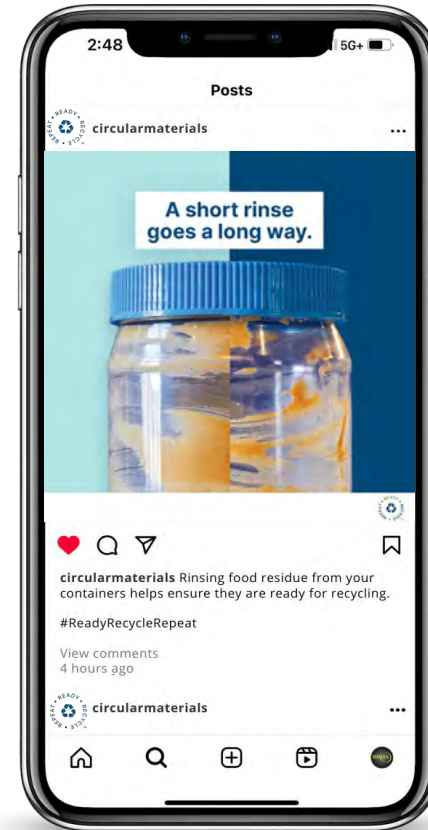 2:48
5G+
Posts
READY RECYCLE REPEAT
circularmaterials
A short rinse
goes a long way.
circularmaterials Rinsing food residue from your
containers helps ensure they are ready for recycling.
#ReadyRecycleRepeat
View comments
4 hours ago
READY RECYCLE REPEAT
circularmaterials